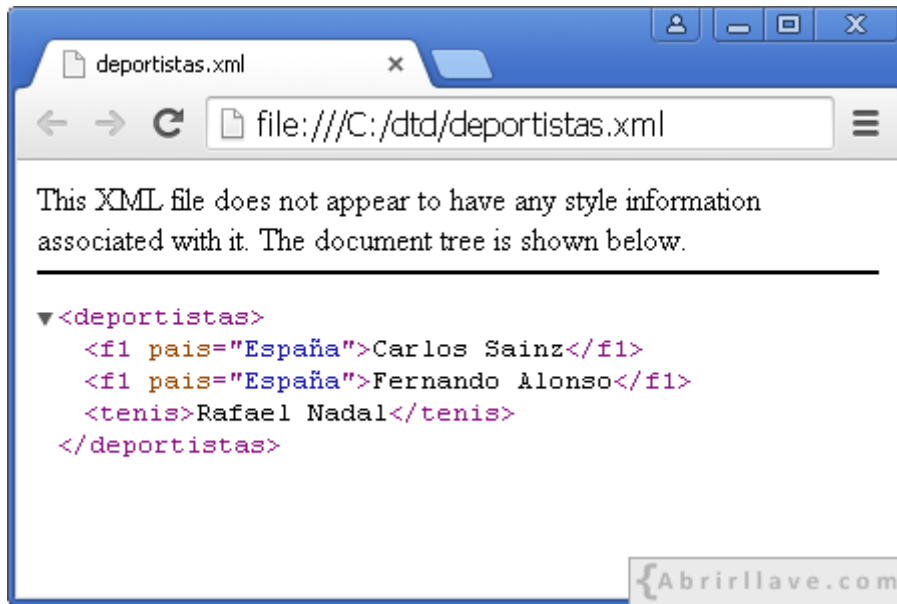 deportistas.xml
file:///C:/dtd/deportistas.xml
This XML file does not appear to have any style information
associated with it. The document tree is shown below.
<deportistas>
<f1 pais="España">Carlos Sainz</f1>
<f1 pais="España">Fernando Alonso</f1>
<tenis>Rafael Nadal</tenis>
</deportistas>
{Abrirllave.com